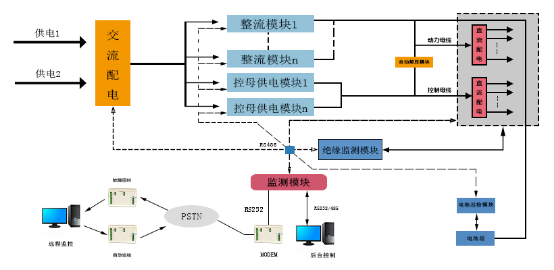 供电1
供电2
交流配电
整流模块1
整流模块n
控母供电模块1
控母供电模块n
动力母线
自动调压模块
控制母线
直流配电
直流配电
RS485
绝缘监测模块
监测模块
RS232
RS232/485
PSTN
远程监控
MODEM
后台控制
电池巡检模块
电池组